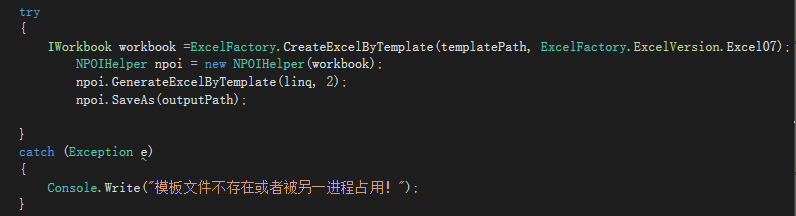 try
{
IWorkbook workbook =ExcelFactory.CreateExcelByTemplate(templatePath, ExcelFactory.ExcelVersion.Excel07);
NPOIHelper npoi = new NPOIHelper(workbook);
npoi.GenerateExcelByTemplate(linq, 2);
npoi.SaveAs(outputPath);
}
catch (Exception e)
{
Console.Write("模板文件不存在或者被另一进程占用! ");
}